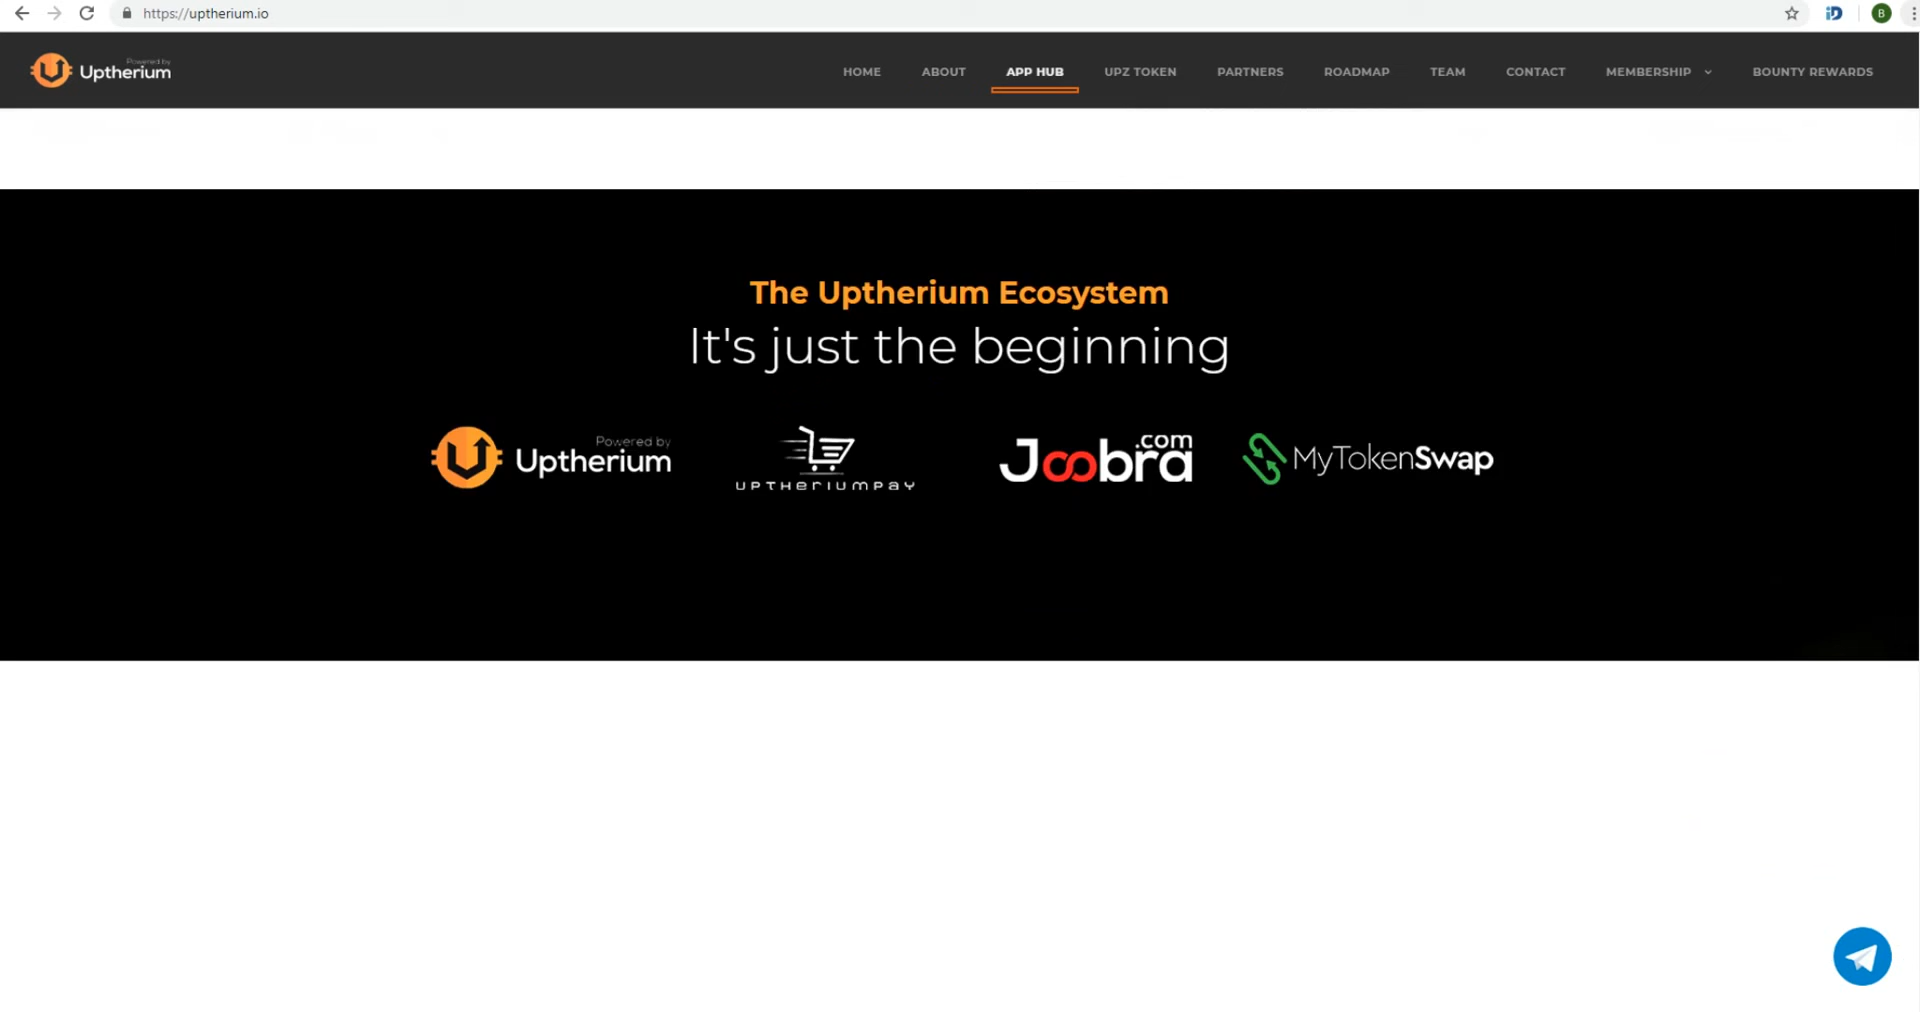 https://uptherium.io
B
Powered by
Uptherium
HOME
ABOUT
APP HUB
UPZ TOKEN
PARTNERS
ROADMAP
TEAM
CONTACT
MEMBERSHIP
BOUNTY REWARDS
The Uptherium Ecosystem
It's just the beginning
Powered by
Uptherium
UPTHERIUMPAY
Joobra.com
MyTokenSwap